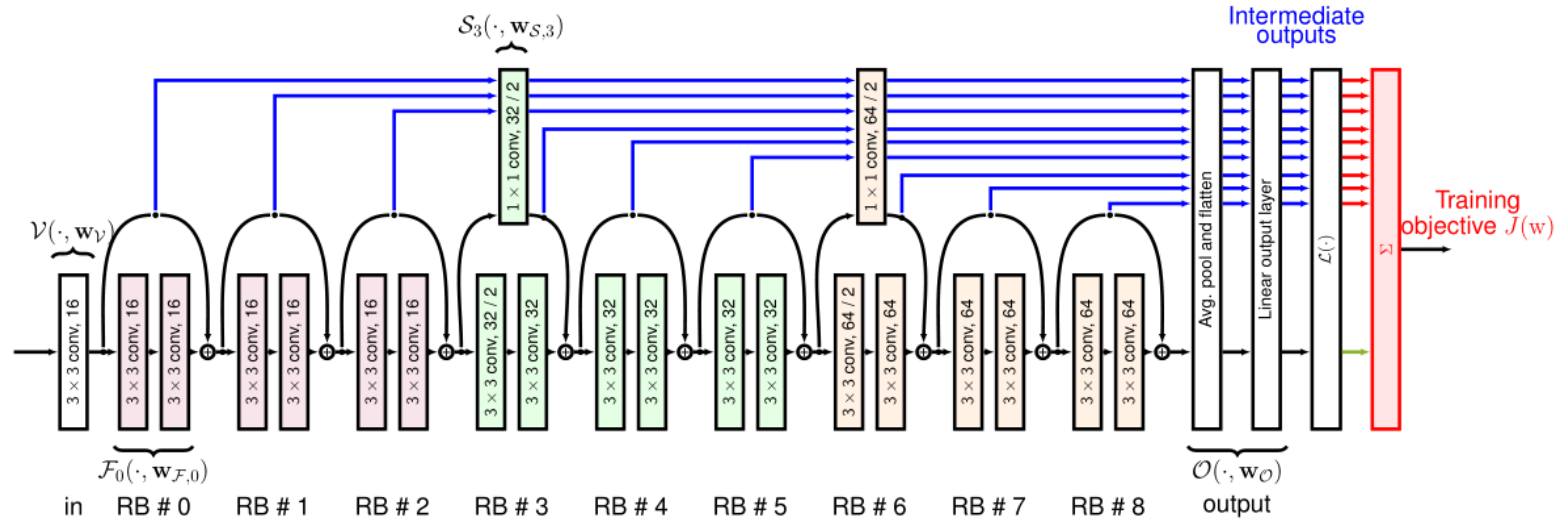 Intermediate
outputs
𝒮₃(·, w_𝒮,₃)
1 × 1 conv, 32 / 2
1 × 1 conv, 64 / 2
𝒱(·, w_𝒱)
3 × 3 conv, 16
3 × 3 conv, 16
3 × 3 conv, 16
3 × 3 conv, 16
3 × 3 conv, 16
3 × 3 conv, 16
3 × 3 conv, 16
3 × 3 conv, 32 / 2
3 × 3 conv, 32
3 × 3 conv, 32
3 × 3 conv, 32
3 × 3 conv, 32
3 × 3 conv, 32
3 × 3 conv, 64 / 2
3 × 3 conv, 64
3 × 3 conv, 64
3 × 3 conv, 64
3 × 3 conv, 64
3 × 3 conv, 64
Avg. pool and flatten
Linear output layer
ℒ(·)
Σ
Training
objective J(w)
ℱ₀(·, w_ℱ,₀)
𝒪(·, w_𝒪)
in RB # 0 RB # 1 RB # 2 RB # 3 RB # 4 RB # 5 RB # 6 RB # 7 RB # 8 output